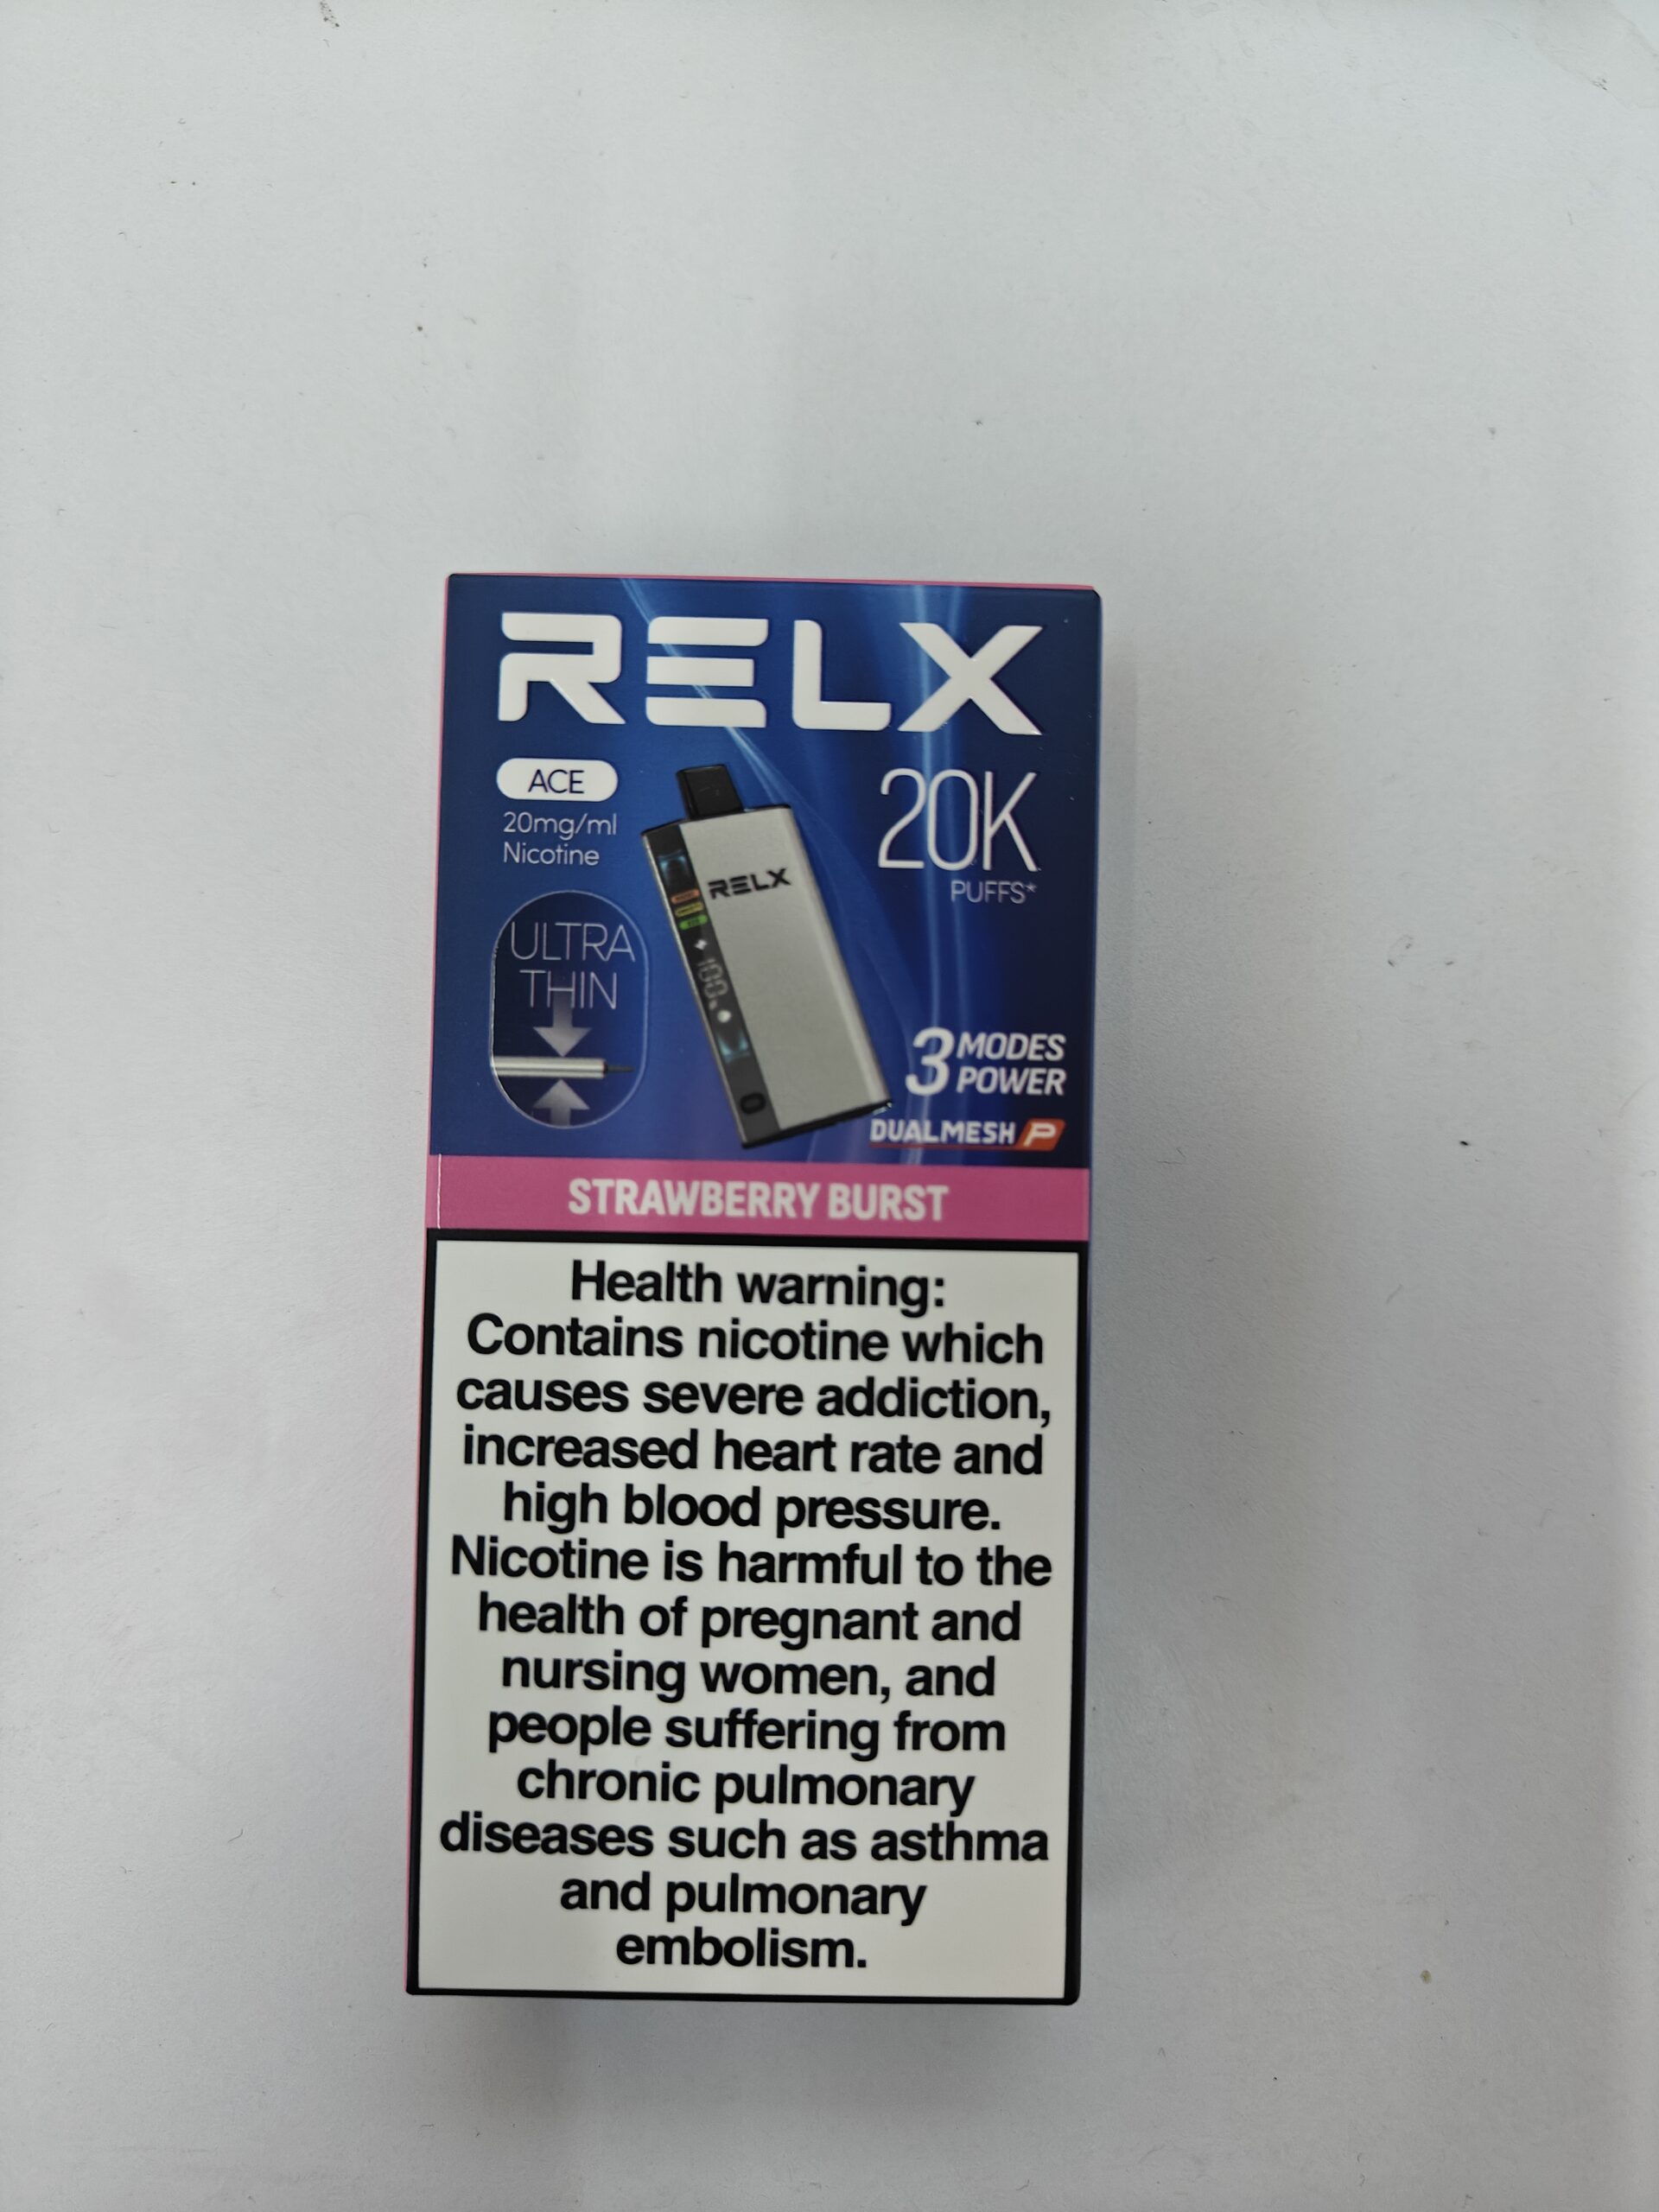 RELX
ACE
20mg/ml
Nicotine
20K
PUFFS*
ULTRA
THIN
RELX
100
3 MODES
POWER
DUALMESH P
STRAWBERRY BURST
Health warning:
Contains nicotine which
causes severe addiction,
increased heart rate and
high blood pressure.
Nicotine is harmful to the
health of pregnant and
nursing women, and
people suffering from
chronic pulmonary
diseases such as asthma
and pulmonary
embolism.